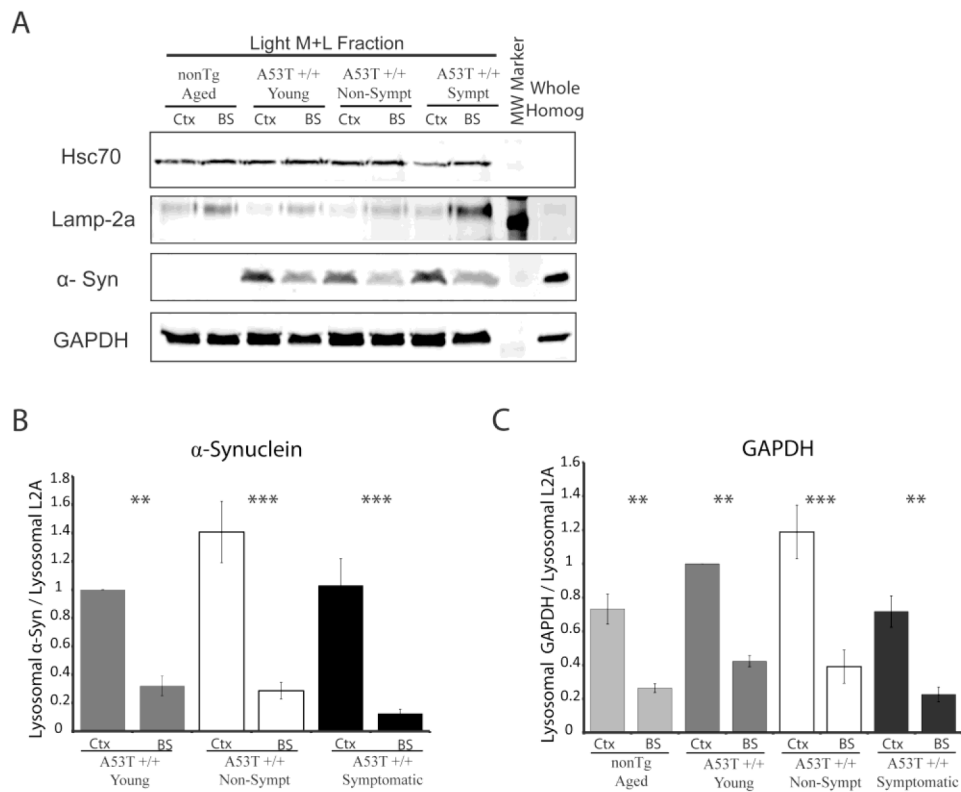 A
Light M+L Fraction
nonTg
Aged
A53T +/+
Young
A53T +/+
Non-Sympt
A53T +/+
Sympt
MW Marker
Whole
Homog
Ctx BS Ctx BS Ctx BS Ctx BS
Hsc70
Lamp-2a
α- Syn
GAPDH
B
α-Synuclein
Lysosomal α-Syn / Lysosomal L2A
1.8
1.6
1.4
1.2
1
0.8
0.6
0.4
0.2
0
** *** ***
Ctx BS Ctx BS Ctx BS
A53T +/+
Young
A53T +/+
Non-Sympt
A53T +/+
Symptomatic
C
GAPDH
Lysosomal GAPDH / Lysosomal L2A
1.6
1.4
1.2
1
0.8
0.6
0.4
0.2
0
** ** *** **
Ctx BS Ctx BS Ctx BS Ctx BS
nonTg
Aged
A53T +/+
Young
A53T +/+
Non-Sympt
A53T +/+
Symptomatic